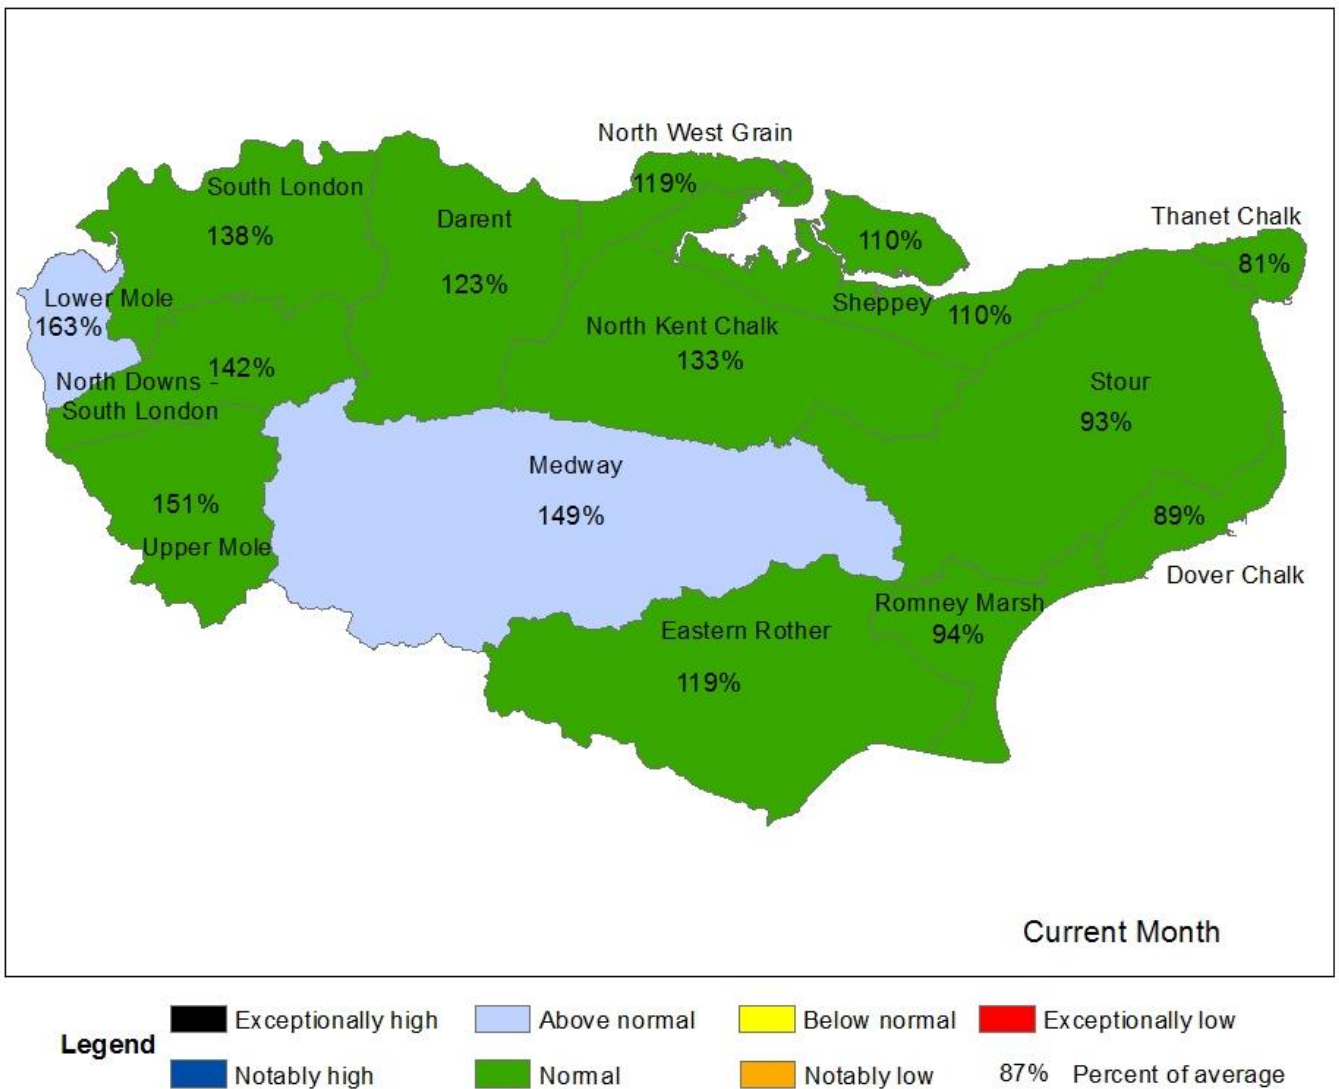 North West Grain
119%
South London
138%
Darent
123%
110%
Thanet Chalk
81%
Lower Mole
163%
Sheppey
110%
North Kent Chalk
133%
142%
North Downs -
South London
Stour
93%
Medway
149%
151%
Upper Mole
89%
Dover Chalk
Romney Marsh
94%
Eastern Rother
119%
Current Month
Legend
Exceptionally high
Above normal
Below normal
Exceptionally low
Notably high
Normal
Notably low
87% Percent of average